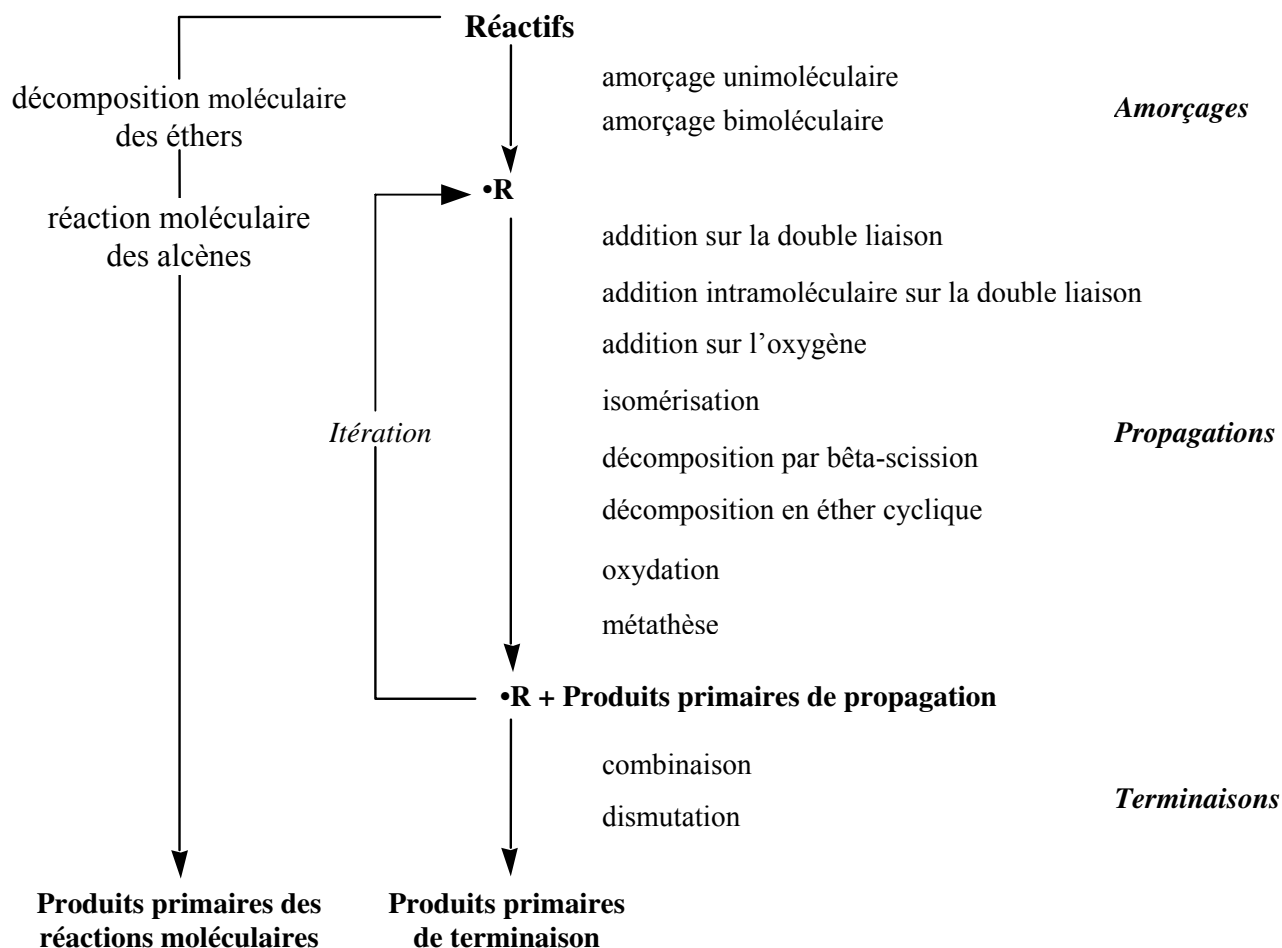 Réactifs
décomposition moléculaire
des éthers
réaction moléculaire
des alcènes
amorçage unimoléculaire
amorçage bimoléculaire
Amorçages
•R
addition sur la double liaison
addition intramoléculaire sur la double liaison
addition sur l’oxygène
isomérisation
décomposition par bêta-scission
décomposition en éther cyclique
oxydation
métathèse
Itération
Propagations
•R + Produits primaires de propagation
combinaison
dismutation
Terminaisons
Produits primaires des
réactions moléculaires
Produits primaires
de terminaison